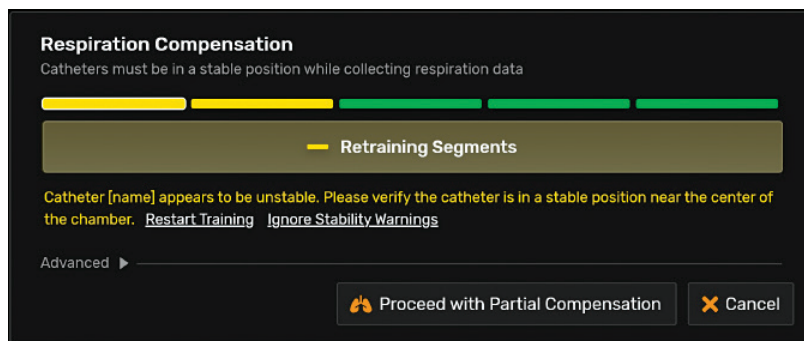 Respiration Compensation
Catheters must be in a stable position while collecting respiration data
Retraining Segments
Catheter [name] appears to be unstable. Please verify the catheter is in a stable position near the center of
the chamber. Restart Training Ignore Stability Warnings
Advanced
Proceed with Partial Compensation Cancel